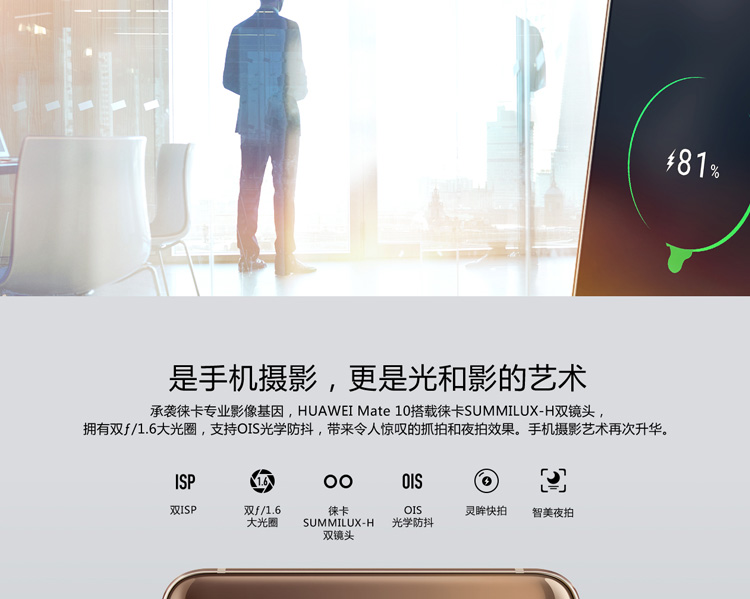 81%
是手机摄影，更是光和影的艺术
承袭徕卡专业影像基因，HUAWEI Mate 10搭载徕卡SUMMILUX-H双镜头，
拥有双ƒ/1.6大光圈，支持OIS光学防抖，带来令人惊叹的抓拍和夜拍效果。手机摄影艺术再次升华。
ISP
双ISP
1.6
双ƒ/1.6
大光圈
徕卡
SUMMILUX-H
双镜头
OIS
OIS
光学防抖
灵眸快拍
智美夜拍